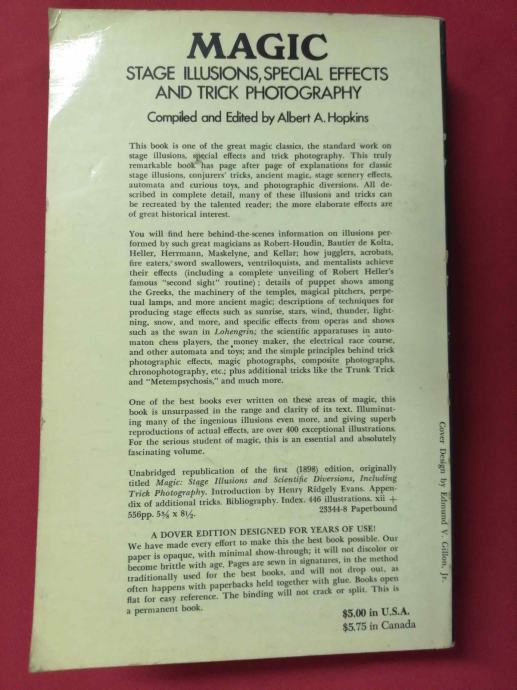 MAGIC
STAGE ILLUSIONS, SPECIAL EFFECTS
AND TRICK PHOTOGRAPHY
Compiled and Edited by Albert A. Hopkins
This book is one of the great magic classics, the standard work on
stage illusions, special effects and trick photography. This truly
remarkable book has page after page of explanations for classic
stage illusions, conjurers' tricks, ancient magic, stage scenery effects,
automata and curious toys, and photographic diversions. All de-
scribed in complete detail, many of these illusions and tricks can
be recreated by the talented reader; the more elaborate effects are
of great historical interest.
You will find here behind-the-scenes information on illusions per-
formed by such great magicians as Robert-Houdin, Bautier de Kolta,
Heller, Herrmann, Maskelyne, and Kellar; how jugglers, acrobats,
fire eaters, sword swallowers, ventriloquists, and mentalists achieve
their effects (including a complete unveiling of Robert Heller's
famous "second sight" routine); details of puppet shows among
the Greeks, the machinery of the temples, magical pitchers, perpe-
tual lamps, and more ancient magic; descriptions of techniques for
producing stage effects such as sunrise, stars, wind, thunder, light-
ning, snow, and more, and specific effects from operas and shows
such as the swan in Lohengrin; the scientific apparatuses in auto-
maton chess players, the money maker, the electrical race course,
and other automata and toys; and the simple principles behind trick
photographic effects, magic photographs, composite photographs,
chronophotography, etc.; plus additional tricks like the Trunk Trick
and "Metempsychosis," and much more.
One of the best books ever written on these areas of magic, this
book is unsurpassed in the range and clarity of its text. Illuminat-
ing many of the ingenious illusions even more, and giving superb
reproductions of actual effects, are over 400 exceptional illustrations.
For the serious student of magic, this is an essential and absolutely
fascinating volume.
Unabridged republication of the first (1898) edition, originally
titled Magic: Stage Illusions and Scientific Diversions, Including
Trick Photography. Introduction by Henry Ridgely Evans. Appen-
dix of additional tricks. Bibliography. Index. 446 illustrations. xii +
556pp. 5⅜ x 8½. 23344-8 Paperbound
A DOVER EDITION DESIGNED FOR YEARS OF USE!
We have made every effort to make this the best book possible. Our
paper is opaque, with minimal show-through; it will not discolor or
become brittle with age. Pages are sewn in signatures, in the method
traditionally used for the best books, and will not drop out, as
often happens with paperbacks held together with glue. Books open
flat for easy reference. The binding will not crack or split. This is
a permanent book.
$5.00 in U.S.A.
$5.75 in Canada
Cover Design by Edmund V. Gillon, Jr.